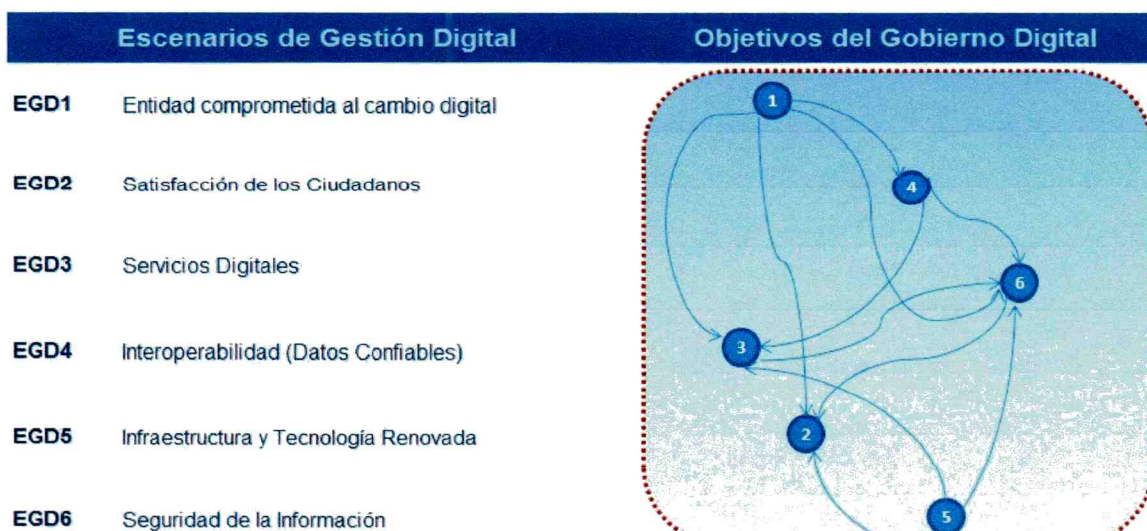 Escenarios de Gestión Digital Objetivos del Gobierno Digital
EGD1 Entidad comprometida al cambio digital
1
EGD2 Satisfacción de los Ciudadanos
4
EGD3 Servicios Digitales
6
EGD4 Interoperabilidad (Datos Confiables)
3
EGD5 Infraestructura y Tecnología Renovada
2
EGD6 Seguridad de la Información
5